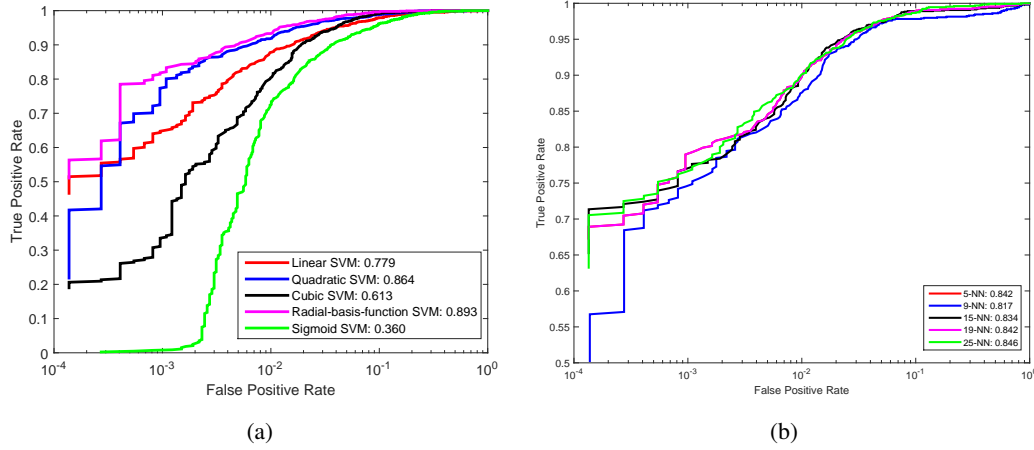 True Positive Rate
1
0.9
0.8
0.7
0.6
0.5
0.4
0.3
0.2
0.1
0
10^-4
10^-3
10^-2
10^-1
10^0
False Positive Rate
Linear SVM: 0.779
Quadratic SVM: 0.864
Cubic SVM: 0.613
Radial-basis-function SVM: 0.893
Sigmoid SVM: 0.360
(a)
True Positive Rate
1
0.95
0.9
0.85
0.8
0.75
0.7
0.65
0.6
0.55
0.5
10^-4
10^-3
10^-2
10^-1
10^0
False Positive Rate
5-NN: 0.842
9-NN: 0.817
15-NN: 0.834
19-NN: 0.842
25-NN: 0.846
(b)